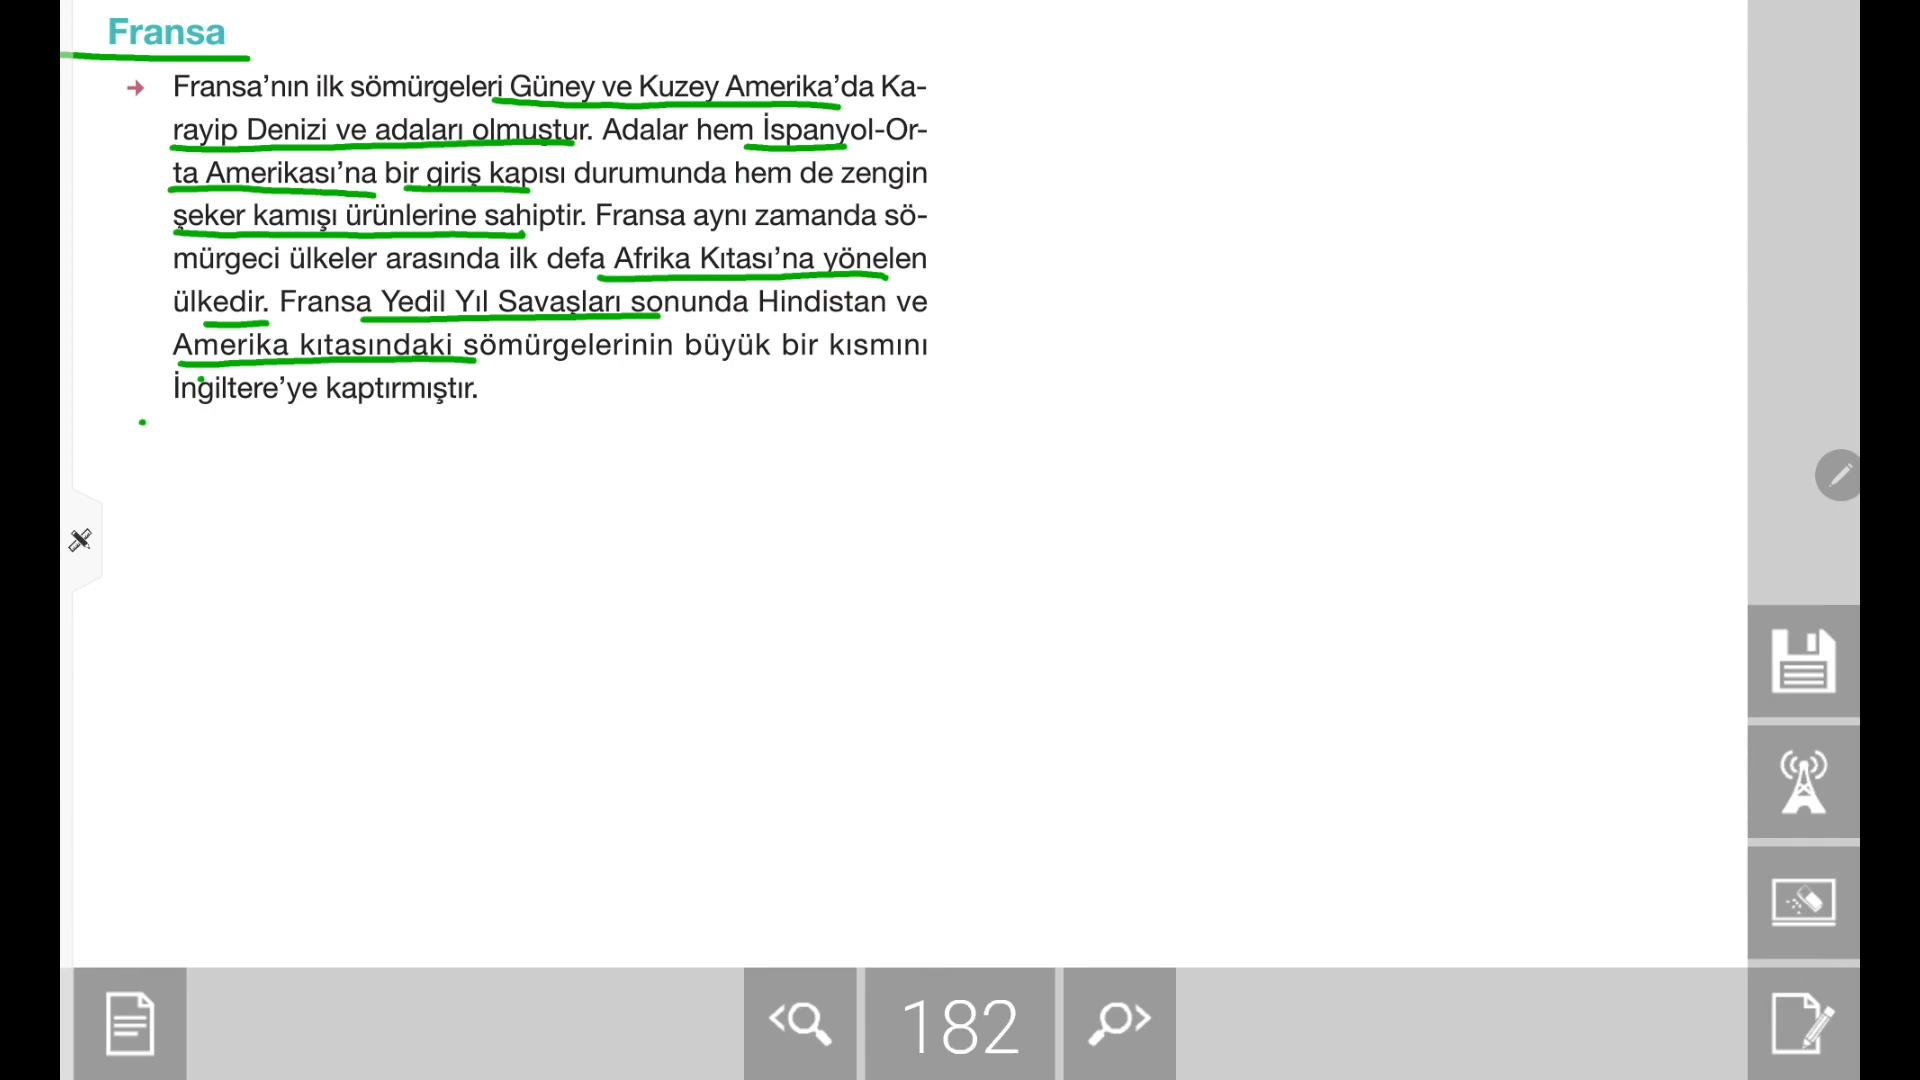 Fransa
Fransa’nın ilk sömürgeleri Güney ve Kuzey Amerika’da Ka-
rayip Denizi ve adaları olmuştur. Adalar hem İspanyol-Or-
ta Amerikası’na bir giriş kapısı durumunda hem de zengin
şeker kamışı ürünlerine sahiptir. Fransa aynı zamanda sö-
mürgeci ülkeler arasında ilk defa Afrika Kıtası’na yönelen
ülkedir. Fransa Yedil Yıl Savaşları sonunda Hindistan ve
Amerika kıtasındaki sömürgelerinin büyük bir kısmını
İngiltere’ye kaptırmıştır.
182